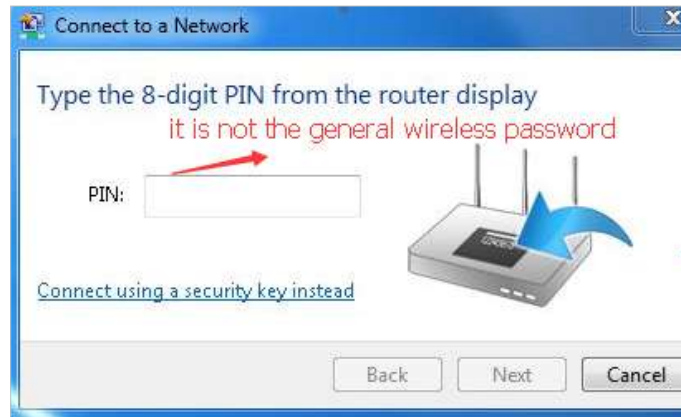 Connect to a Network
Type the 8-digit PIN from the router display
it is not the general wireless password
PIN:
Connect using a security key instead
Back Next Cancel